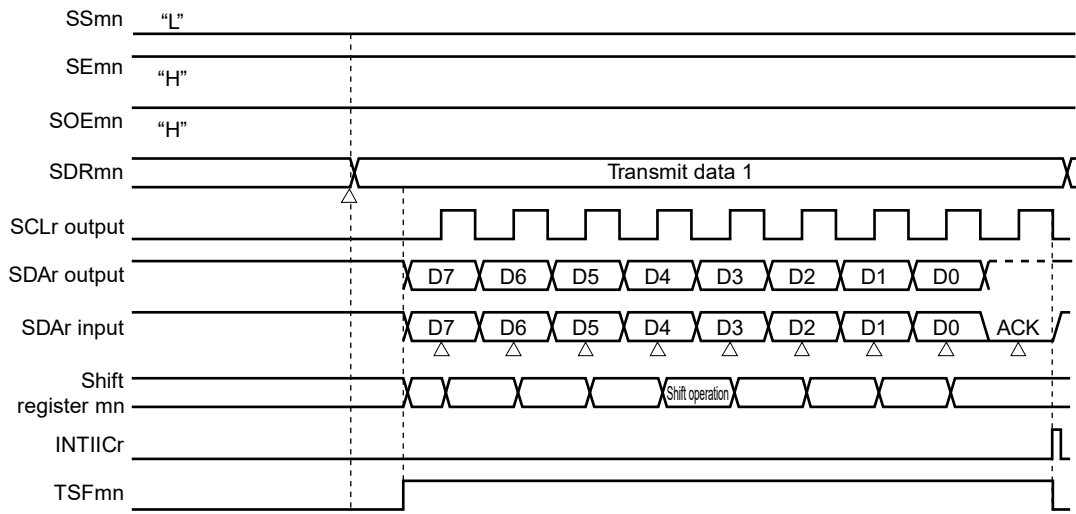 SSmn “L”
SEmn “H”
SOEmn “H”
SDRmn Transmit data 1
SCLr output
SDAr output D7 D6 D5 D4 D3 D2 D1 D0
SDAr input D7 D6 D5 D4 D3 D2 D1 D0 ACK
Shift
register mn Shift operation
INTIICr
TSFmn